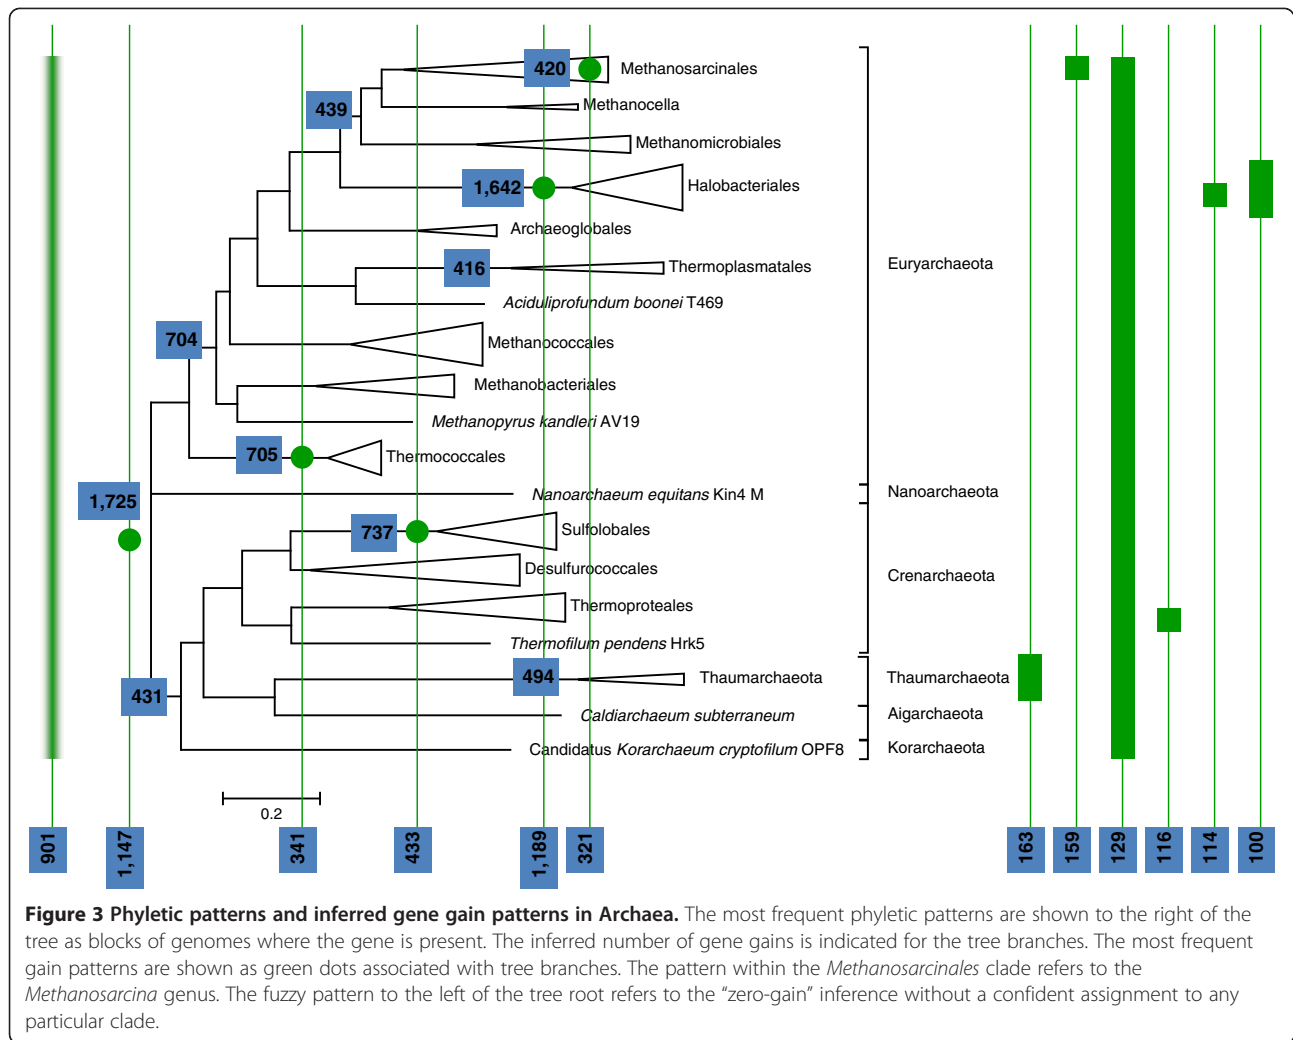 420
Methanosarcinales
439
Methanocella
Methanomicrobiales
1,642
Halobacteriales
Archaeoglobales
416
Thermoplasmatales
Euryarchaeota
Aciduliprofundum boonei T469
704
Methanococcales
Methanobacteriales
Methanopyrus kandleri AV19
705
Thermococcales
1,725
Nanoarchaeum equitans Kin4 M
Nanoarchaeota
737
Sulfolobales
Desulfurococcales
Crenarchaeota
Thermoproteales
Thermofilum pendens Hrk5
494
Thaumarchaeota
Thaumarchaeota
431
Caldiarchaeum subterraneum
Aigarchaeota
Candidatus Korarchaeum cryptofilum OPF8
Korarchaeota
0.2
901
1,147
341
433
1,189
321
163
159
129
116
114
100
Figure 3 Phyletic patterns and inferred gene gain patterns in Archaea. The most frequent phyletic patterns are shown to the right of the
tree as blocks of genomes where the gene is present. The inferred number of gene gains is indicated for the tree branches. The most frequent
gain patterns are shown as green dots associated with tree branches. The pattern within the Methanosarcinales clade refers to the
Methanosarcina genus. The fuzzy pattern to the left of the tree root refers to the “zero-gain” inference without a confident assignment to any
particular clade.